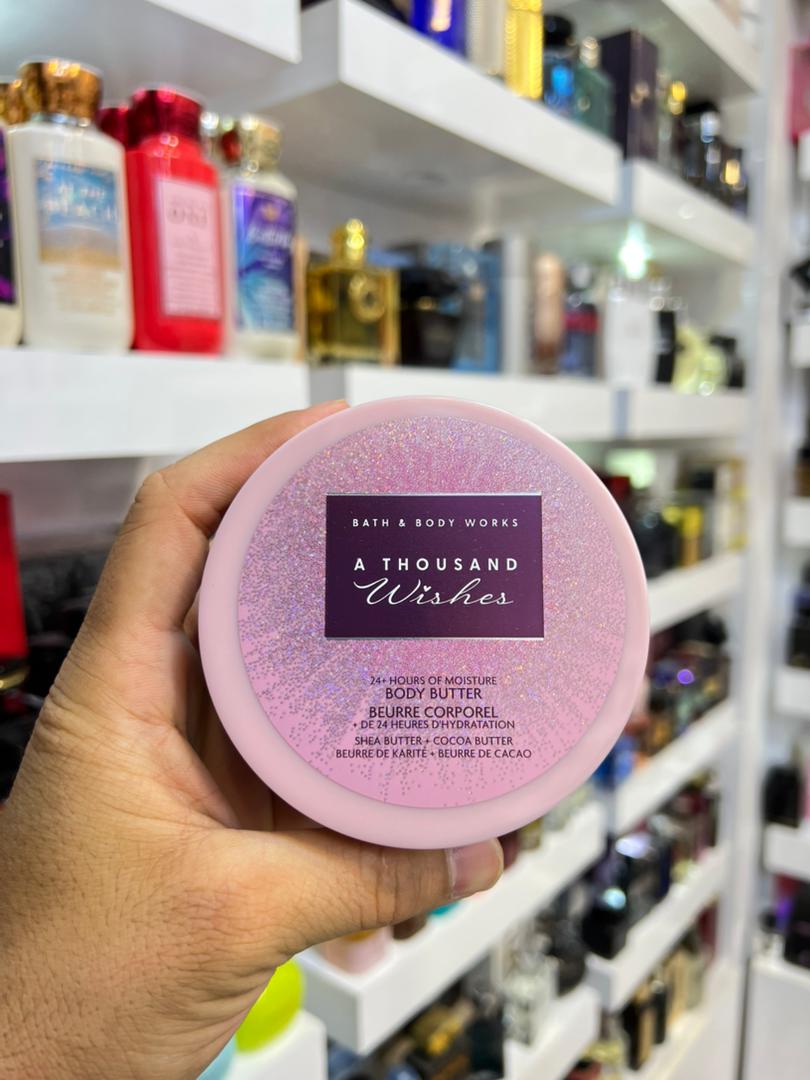 BATH & BODY WORKS
A THOUSAND
Wishes
24+ HOURS OF MOISTURE
BODY BUTTER
BEURRE CORPOREL
+ DE 24 HEURES D'HYDRATATION
SHEA BUTTER + COCOA BUTTER
BEURRE DE KARITÉ + BEURRE DE CACAO